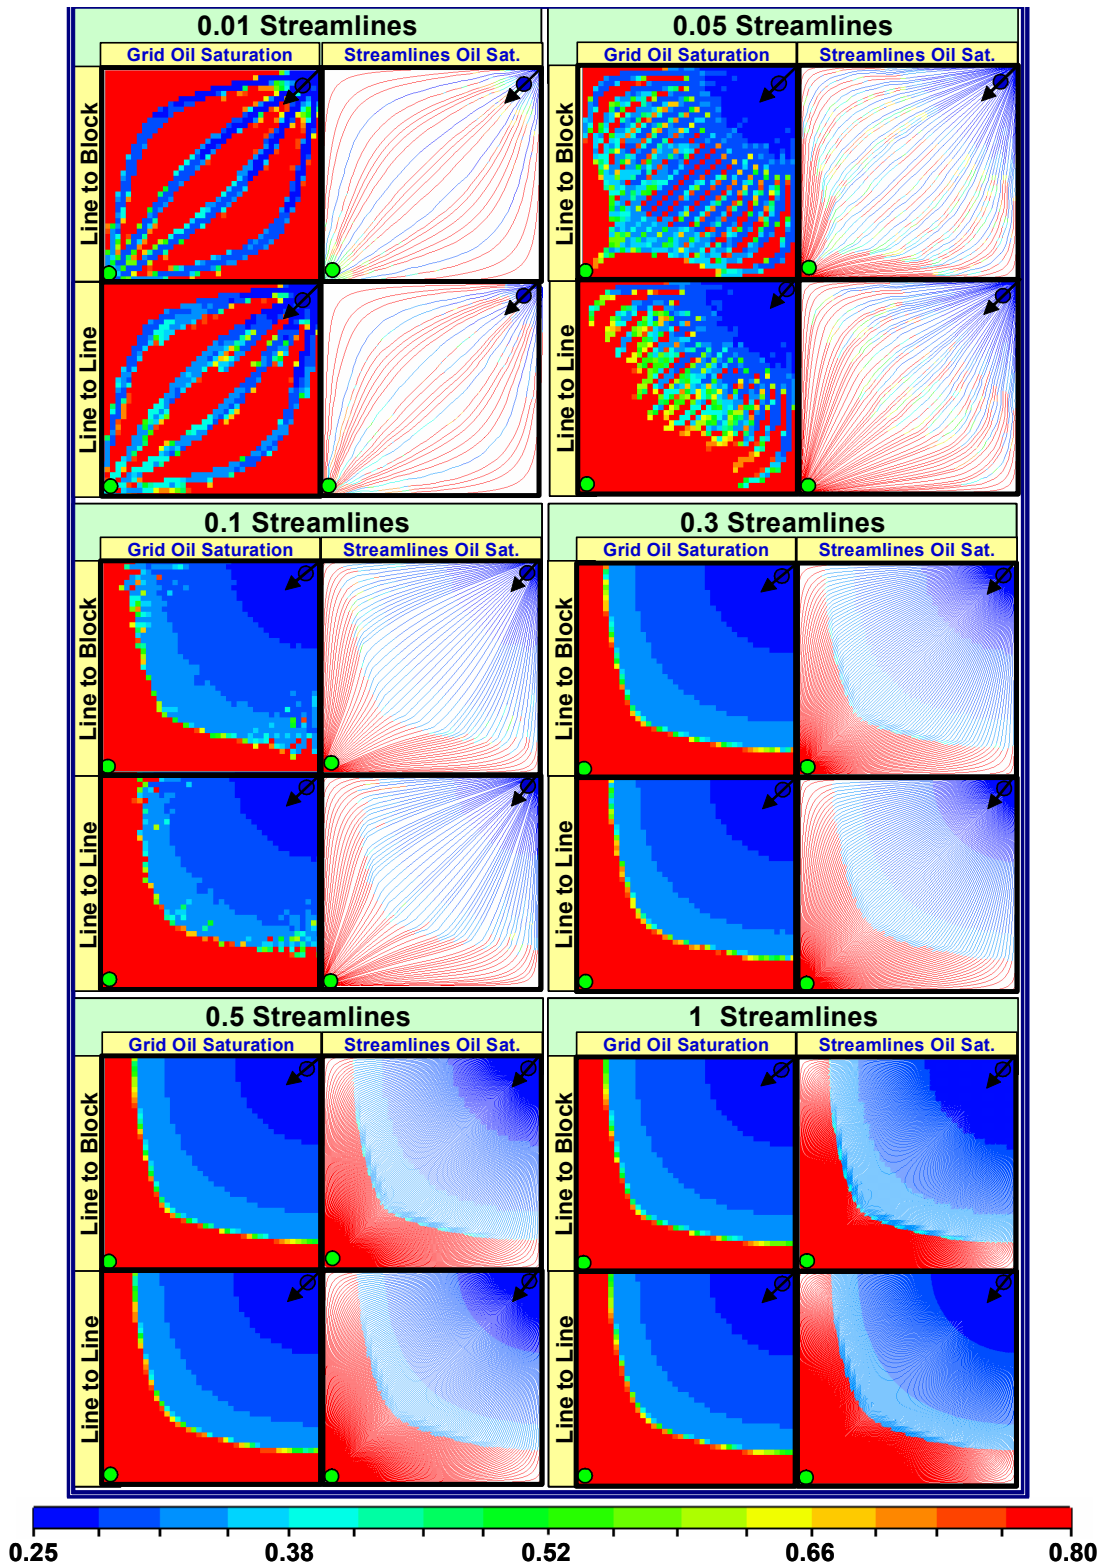 0.01 Streamlines
Grid Oil Saturation
Streamlines Oil Sat.
Line to Block
Line to Line
0.05 Streamlines
Grid Oil Saturation
Streamlines Oil Sat.
Line to Block
Line to Line
0.1 Streamlines
Grid Oil Saturation
Streamlines Oil Sat.
Line to Block
Line to Line
0.3 Streamlines
Grid Oil Saturation
Streamlines Oil Sat.
Line to Block
Line to Line
0.5 Streamlines
Grid Oil Saturation
Streamlines Oil Sat.
Line to Block
Line to Line
1 Streamlines
Grid Oil Saturation
Streamlines Oil Sat.
Line to Block
Line to Line
0.25 0.38 0.52 0.66 0.80